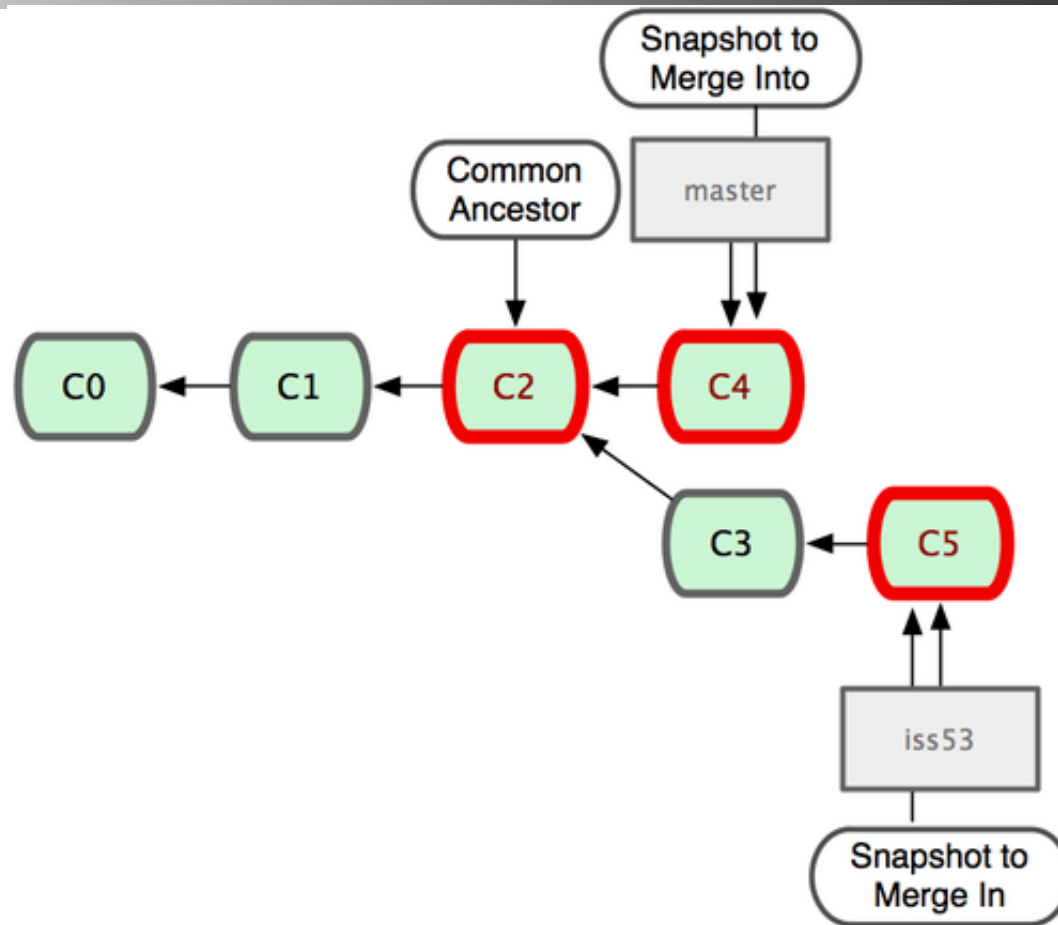 Snapshot to
Merge Into
Common
Ancestor
master
C0
C1
C2
C4
C3
C5
iss53
Snapshot to
Merge In